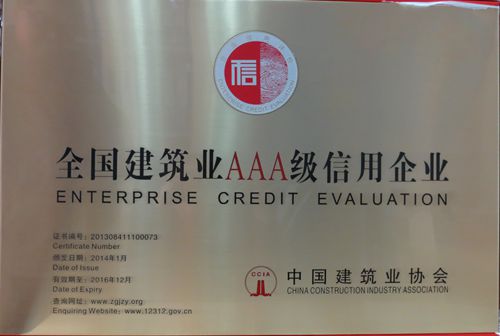 信
ENTERPRISE CREDIT EVALUATION
全国建筑业AAA级信用企业
ENTERPRISE CREDIT EVALUATION
证书编号：201308411100073
Certificate Number
颁发日期：2014年1月
Date of Issue
有效期至：2016年12月
Date of Expiry
查询网址：www.zgjzy.org
Enquiring Website：www.12312.gov.cn
CCIA
中国建筑业协会
CHINA CONSTRUCTION INDUSTRY ASSOCIATION